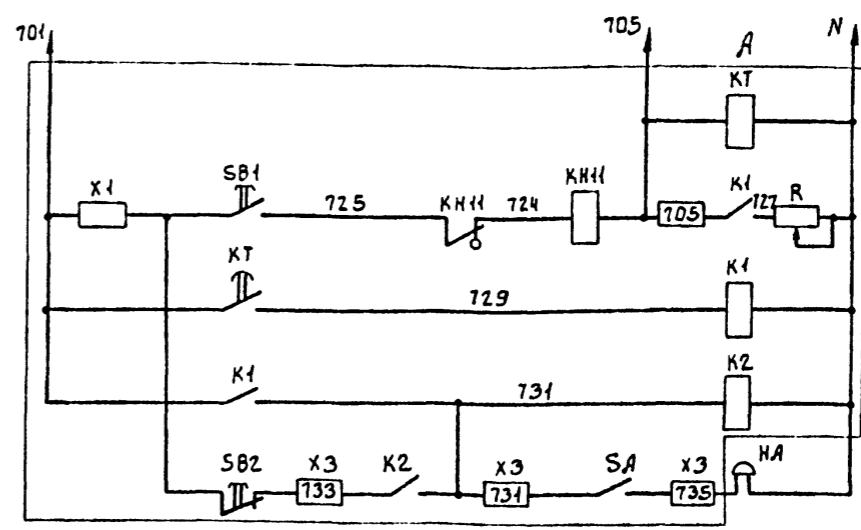 701 705 N
A
KT
X1 SB1 725 KH11 724 KH11 705 K1 727 R
KT 729 K1
K1 731 K2
SB2 X3 733 K2 X3 731 SA X3 735 HA